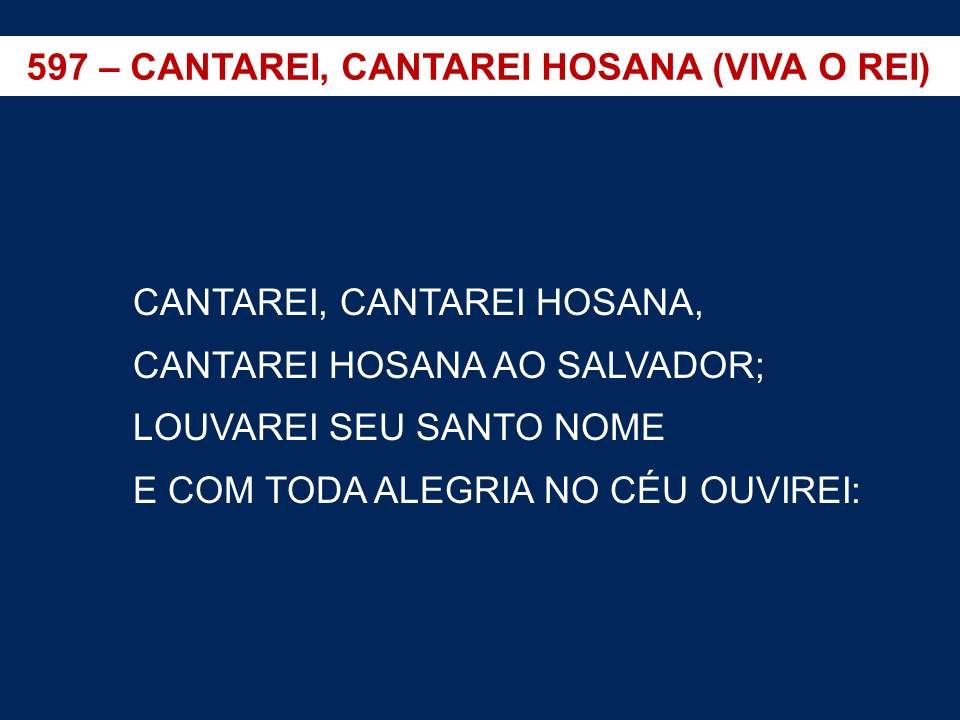 597 – CANTAREI, CANTAREI HOSANA (VIVA O REI)
CANTAREI, CANTAREI HOSANA,
CANTAREI HOSANA AO SALVADOR;
LOUVAREI SEU SANTO NOME
E COM TODA ALEGRIA NO CÉU OUVIREI: